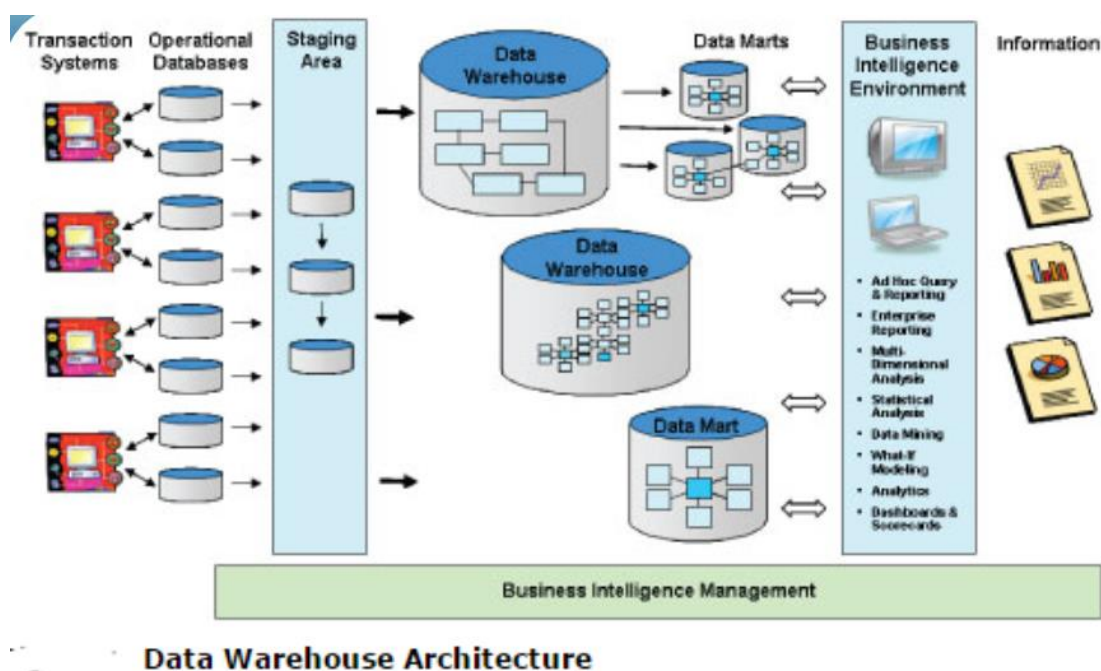 Transaction
Systems
Operational
Databases
Staging
Area
Data
Warehouse
Data Marts
Business
Intelligence
Environment
Information
Data
Warehouse
Data Mart
• Ad Hoc Query
& Reporting
• Enterprise
Reporting
• Multi-
Dimensional
Analysis
• Statistical
Analysis
• Data Mining
• What-If
Modeling
• Analytics
• Dashboards &
Scorecards
Business Intelligence Management
Data Warehouse Architecture